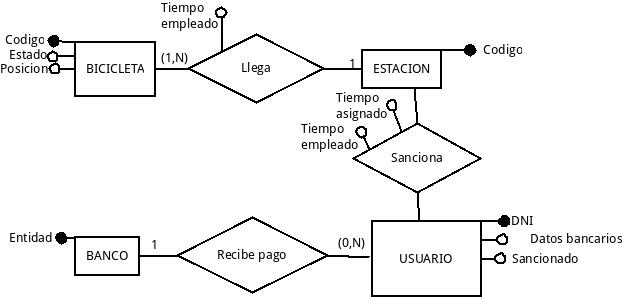 Tiempo
empleado
Codigo
Estado
Posicion
BICICLETA
(1,N)
Llega
1
ESTACION
Codigo
Tiempo
asignado
Tiempo
empleado
Sanciona
Entidad
BANCO
1
Recibe pago
(0,N)
USUARIO
DNI
Datos bancarios
Sancionado